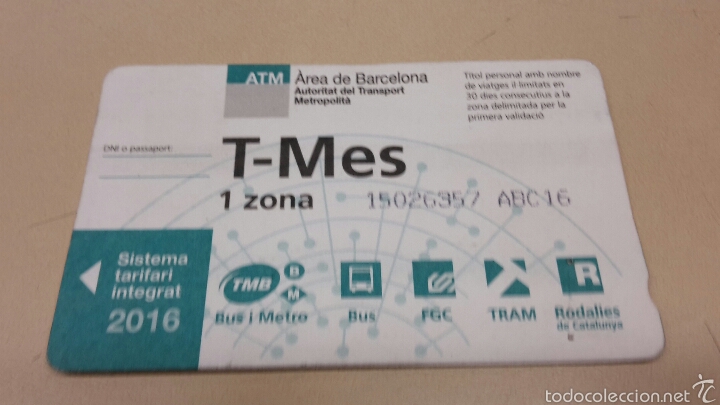 ATM
Àrea de Barcelona
Autoritat del Transport
Metropolità
Títol personal amb nombre
de viatges il·limitats en
30 dies consecutius a la
zona delimitada per la
primera validació
DNI o passaport:
T-Mes
1 zona
15026357 ABC16
Sistema
tarifari
integrat
2016
TMB
B
M
Bus i Metro
Bus
FGC
TRAM
R
Rodalies
de Catalunya
todocoleccion.net